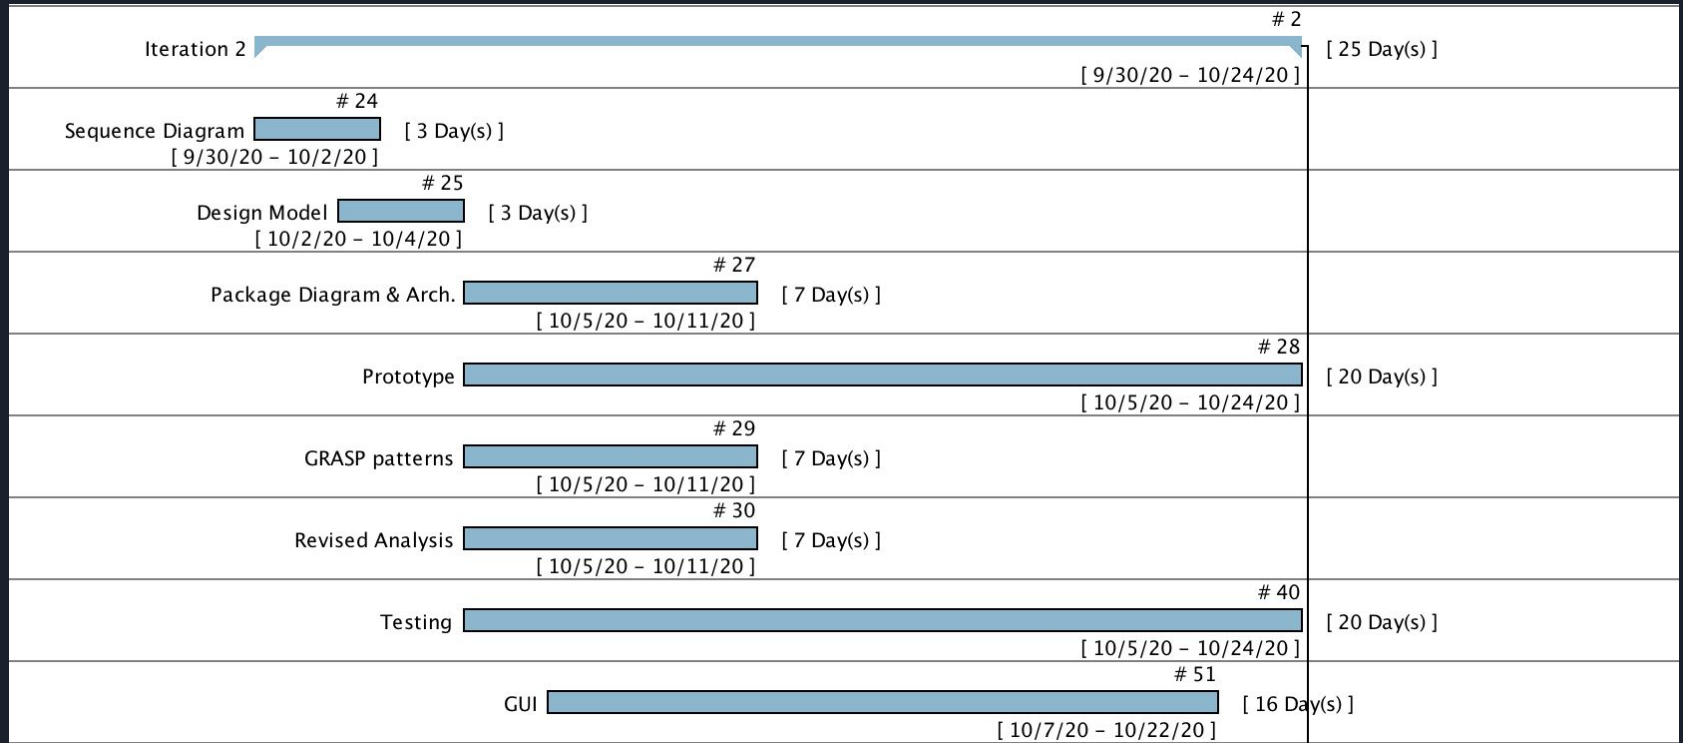 # 2
Iteration 2 [ 25 Day(s) ]
[ 9/30/20 - 10/24/20 ]
# 24
Sequence Diagram [ 3 Day(s) ]
[ 9/30/20 - 10/2/20 ]
# 25
Design Model [ 3 Day(s) ]
[ 10/2/20 - 10/4/20 ]
# 27
Package Diagram & Arch. [ 7 Day(s) ]
[ 10/5/20 - 10/11/20 ]
# 28
Prototype [ 20 Day(s) ]
[ 10/5/20 - 10/24/20 ]
# 29
GRASP patterns [ 7 Day(s) ]
[ 10/5/20 - 10/11/20 ]
# 30
Revised Analysis [ 7 Day(s) ]
[ 10/5/20 - 10/11/20 ]
# 40
Testing [ 20 Day(s) ]
[ 10/5/20 - 10/24/20 ]
# 51
GUI [ 16 Day(s) ]
[ 10/7/20 - 10/22/20 ]